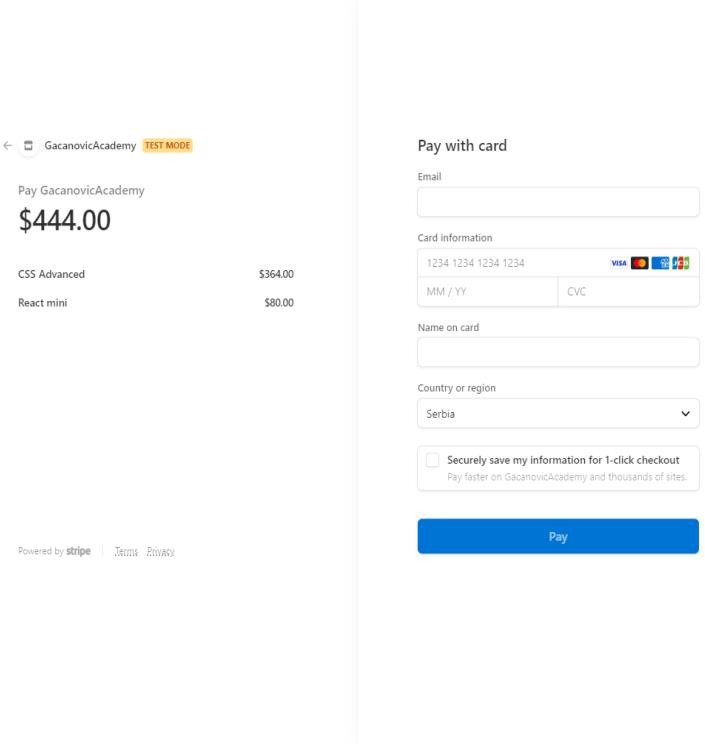 GacanovicAcademy TEST MODE
Pay GacanovicAcademy
$444.00
CSS Advanced $364.00
React mini $80.00
Powered by stripe Terms Privacy
Pay with card
Email
Card information
1234 1234 1234 1234 VISA JCB
MM / YY CVC
Name on card
Country or region
Serbia
Securely save my information for 1-click checkout
Pay faster on GacanovicAcademy and thousands of sites.
Pay